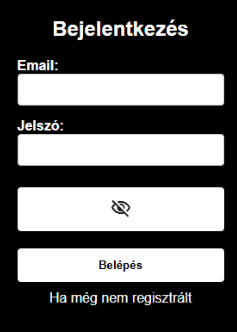 Bejelentkezés
Email:
Jelszó:
Belépés
Ha még nem regisztrált